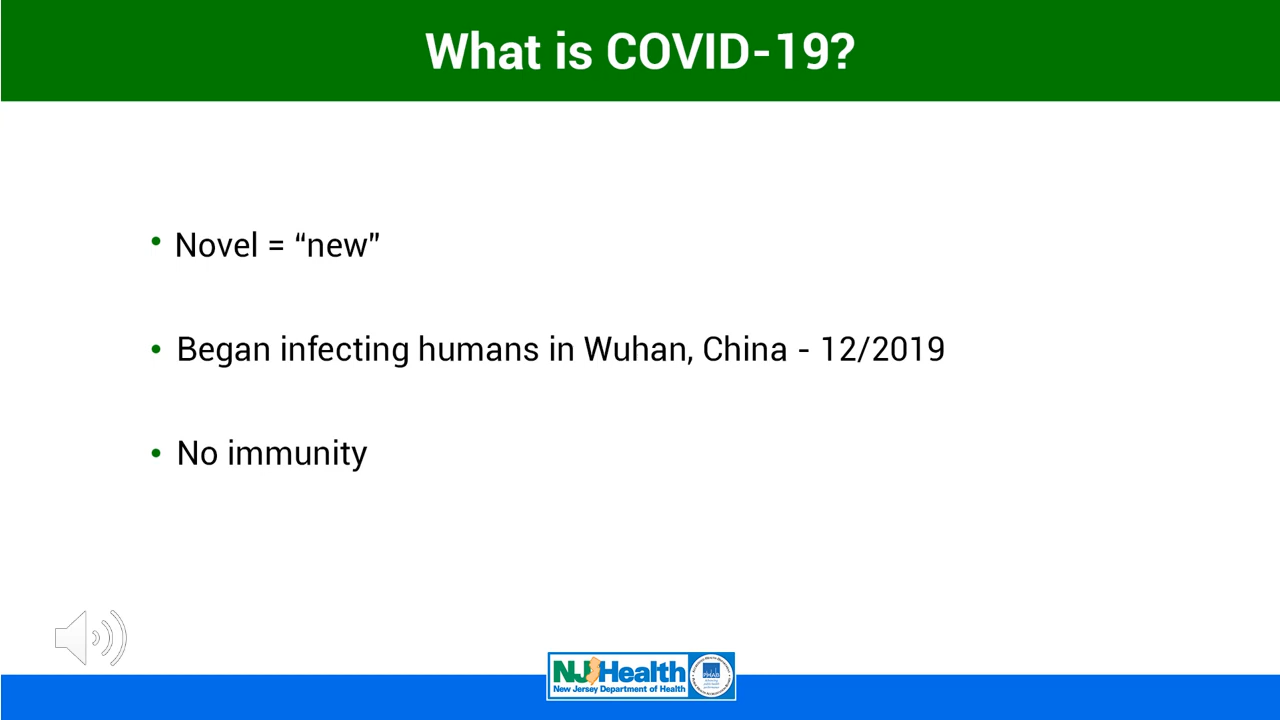 What is COVID-19?
• Novel = “new”
• Began infecting humans in Wuhan, China - 12/2019
• No immunity
NJ Health
New Jersey Department of Health
PHAB